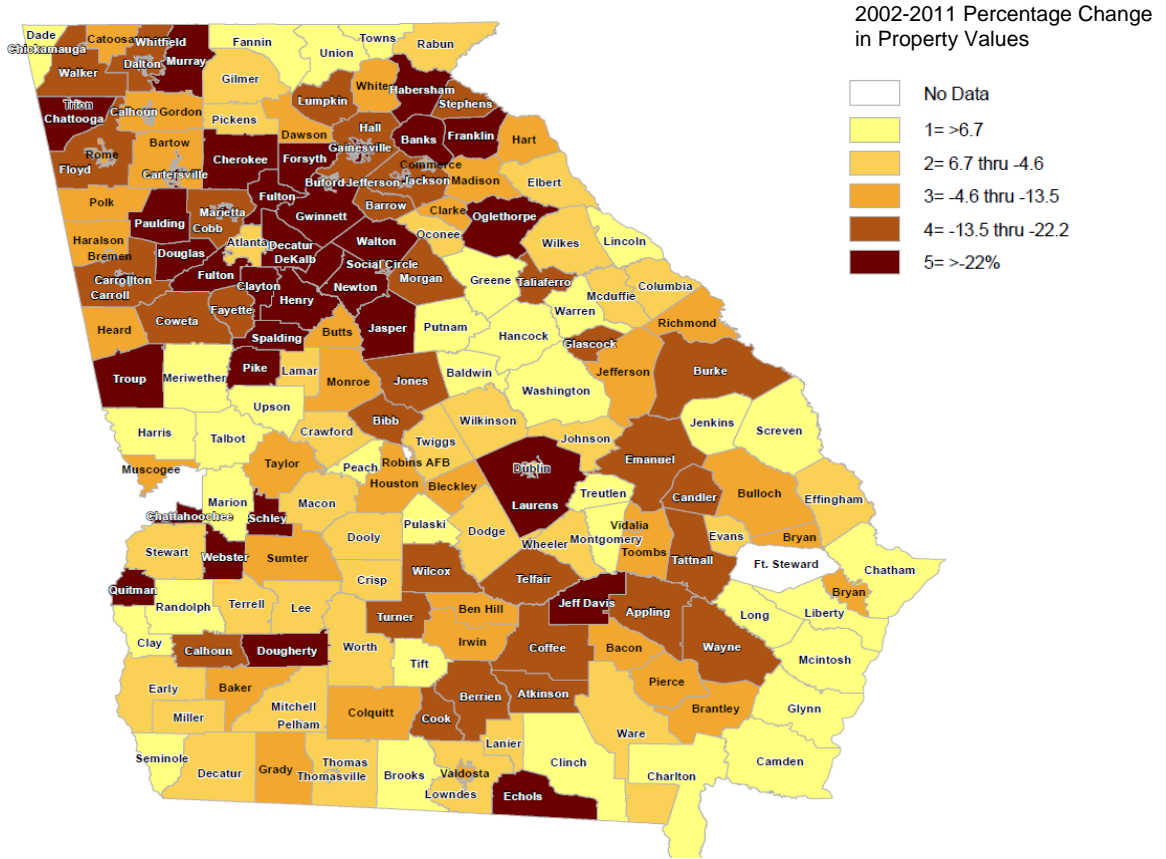 2002-2011 Percentage Change
in Property Values
No Data
1= >6.7
2= 6.7 thru -4.6
3= -4.6 thru -13.5
4= -13.5 thru -22.2
5= >-22%
Dade
Chickamauga
Catoosa
Whitfield
Dalton
Murray
Walker
Fannin
Union
Towns
Rabun
Gilmer
White
Habersham
Lumpkin
Stephens
Trion
Chattooga
Calhoun
Gordon
Pickens
Dawson
Hall
Gainesville
Banks
Franklin
Hart
Rome
Floyd
Bartow
Cartersville
Cherokee
Forsyth
Commerce
Buford
Jefferson
Jackson
Madison
Elbert
Polk
Paulding
Marietta
Cobb
Fulton
Gwinnett
Barrow
Clarke
Oglethorpe
Oconee
Wilkes
Lincoln
Haralson
Bremen
Douglas
Atlanta
Decatur
DeKalb
Walton
Social Circle
Morgan
Greene
Taliaferro
Columbia
Mcduffie
Carrollton
Carroll
Fulton
Clayton
Henry
Newton
Warren
Richmond
Heard
Coweta
Fayette
Spalding
Butts
Jasper
Putnam
Hancock
Glascock
Troup
Meriwether
Pike
Lamar
Monroe
Jones
Baldwin
Washington
Jefferson
Burke
Upson
Bibb
Wilkinson
Jenkins
Screven
Harris
Talbot
Crawford
Twiggs
Johnson
Emanuel
Muscogee
Taylor
Peach
Robins AFB
Houston
Bleckley
Dublin
Laurens
Treutlen
Candler
Bulloch
Effingham
Marion
Macon
Chattahoochee
Schley
Pulaski
Dodge
Wheeler
Montgomery
Vidalia
Toombs
Tattnall
Evans
Bryan
Stewart
Webster
Sumter
Dooly
Wilcox
Telfair
Ft. Steward
Chatham
Quitman
Randolph
Terrell
Lee
Crisp
Turner
Ben Hill
Jeff Davis
Appling
Bryan
Long
Liberty
Clay
Calhoun
Dougherty
Worth
Tift
Irwin
Coffee
Bacon
Wayne
Mcintosh
Early
Baker
Mitchell
Pelham
Berrien
Atkinson
Pierce
Brantley
Glynn
Miller
Colquitt
Cook
Lanier
Ware
Seminole
Decatur
Grady
Thomas
Thomasville
Brooks
Valdosta
Lowndes
Clinch
Echols
Charlton
Camden